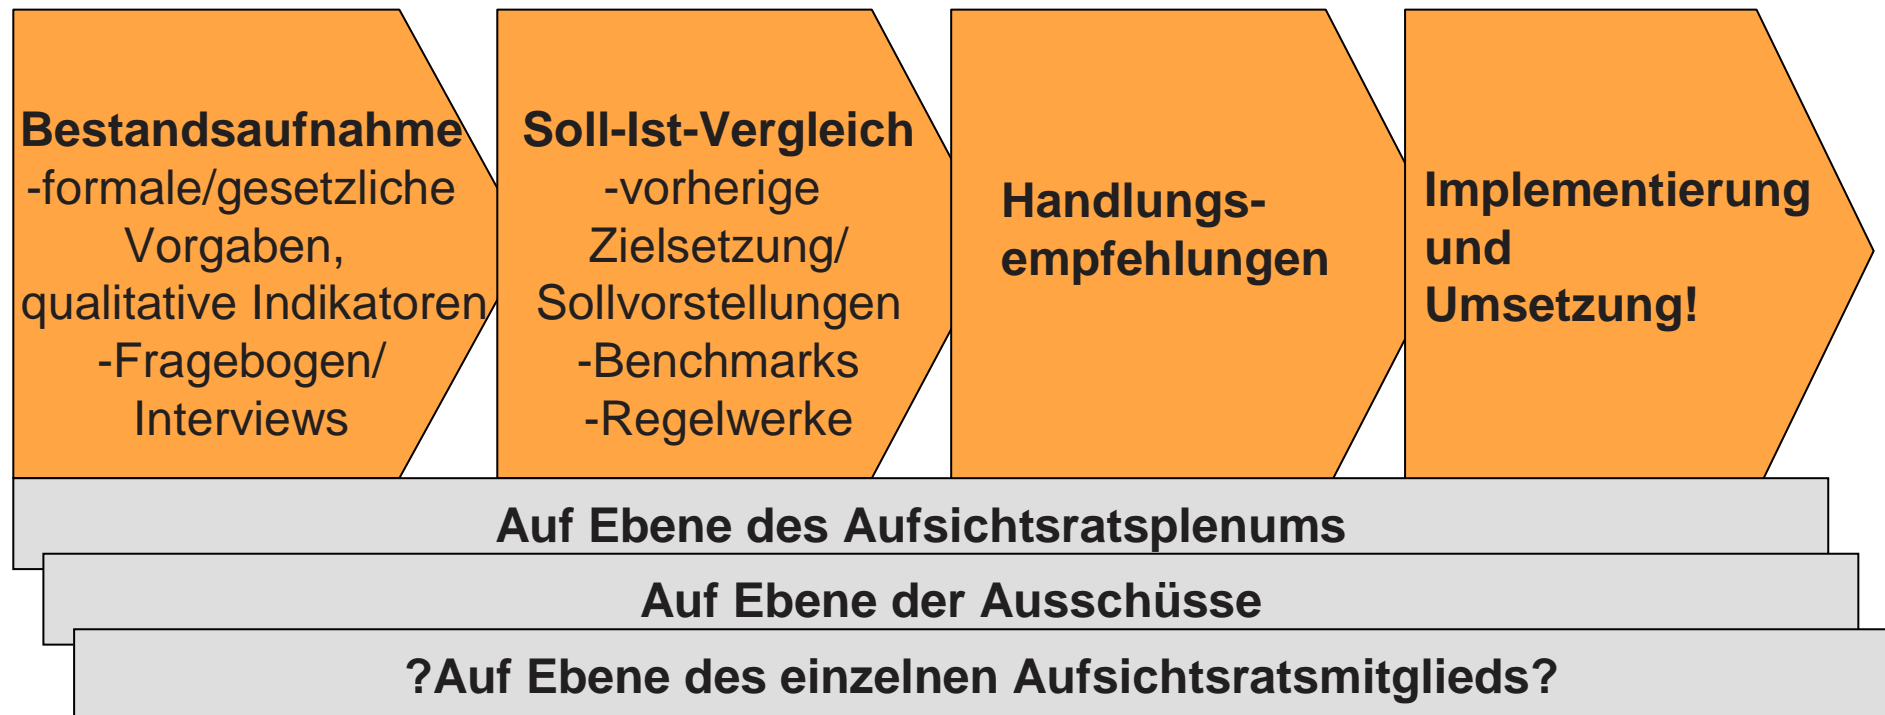 Bestandsaufnahme
-formale/gesetzliche
Vorgaben,
qualitative Indikatoren
-Fragebogen/
Interviews
Soll-Ist-Vergleich
-vorherige
Zielsetzung/
Sollvorstellungen
-Benchmarks
-Regelwerke
Handlungs-
empfehlungen
Implementierung
und
Umsetzung!
Auf Ebene des Aufsichtsratsplenums
Auf Ebene der Ausschüsse
?Auf Ebene des einzelnen Aufsichtsratsmitglieds?